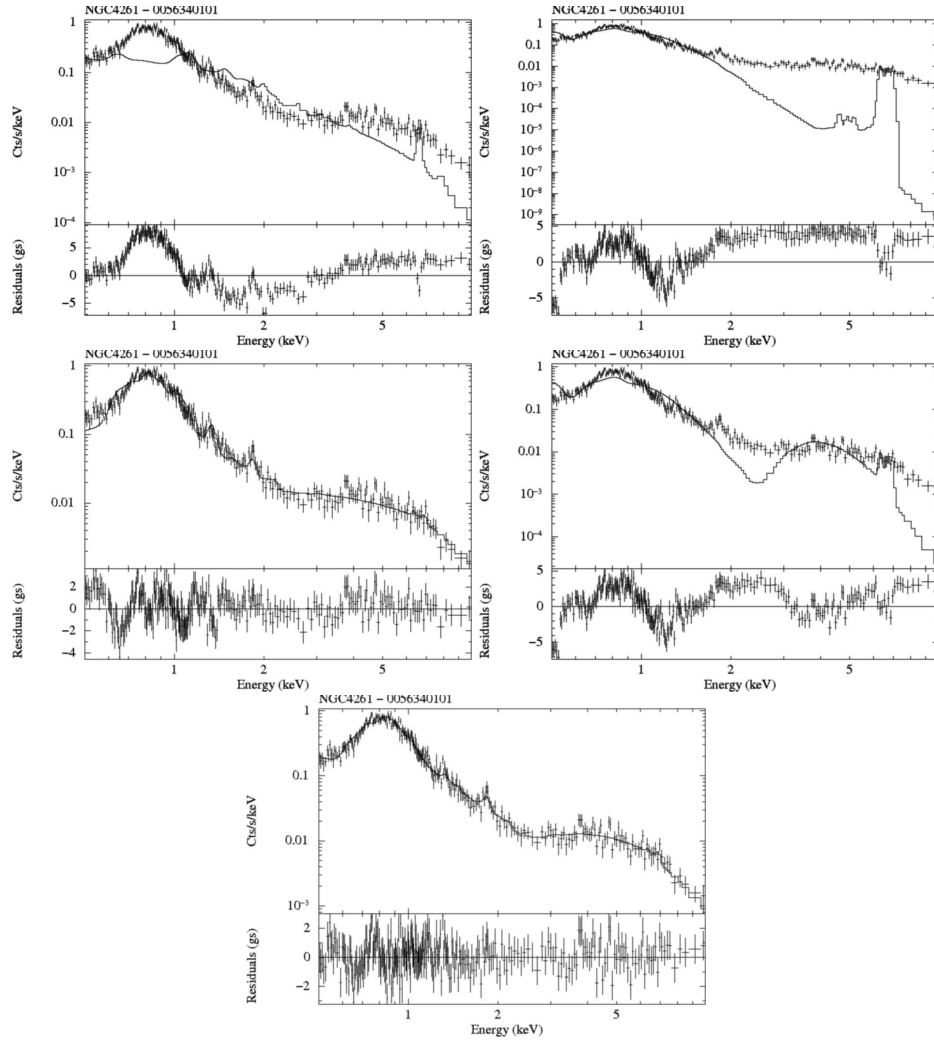 NGC4261 − 0056340101
Cts/s/keV
1
0.1
0.01
10−3
10−4
Residuals (gs)
5
0
−5
1
2
5
Energy (keV)
NGC4261 − 0056340101
Cts/s/keV
1
0.1
0.01
10−3
10−4
10−5
10−6
10−7
10−8
10−9
Residuals (gs)
5
0
−5
1
2
5
Energy (keV)
NGC4261 − 0056340101
Cts/s/keV
1
0.1
0.01
Residuals (gs)
2
0
−2
−4
1
2
5
Energy (keV)
NGC4261 − 0056340101
Cts/s/keV
1
0.1
0.01
10−3
10−4
Residuals (gs)
5
0
−5
1
2
5
Energy (keV)
NGC4261 − 0056340101
Cts/s/keV
1
0.1
0.01
10−3
Residuals (gs)
2
0
−2
1
2
5
Energy (keV)